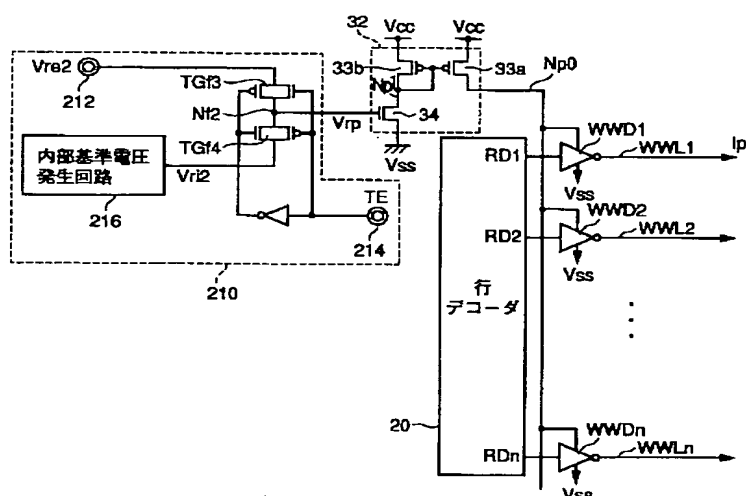 32
Vcc
Vcc
Vre2
212
TGf3
33b
33a
Np0
Nf2
Vrp
34
TGf4
Vss
内部基準電圧
発生回路
216
Vri2
TE
214
210
行
デコーダ
20
RD1
WWD1
WWL1
Ip
Vss
RD2
WWD2
WWL2
Vss
RDn
WWDn
WWLn
Vss